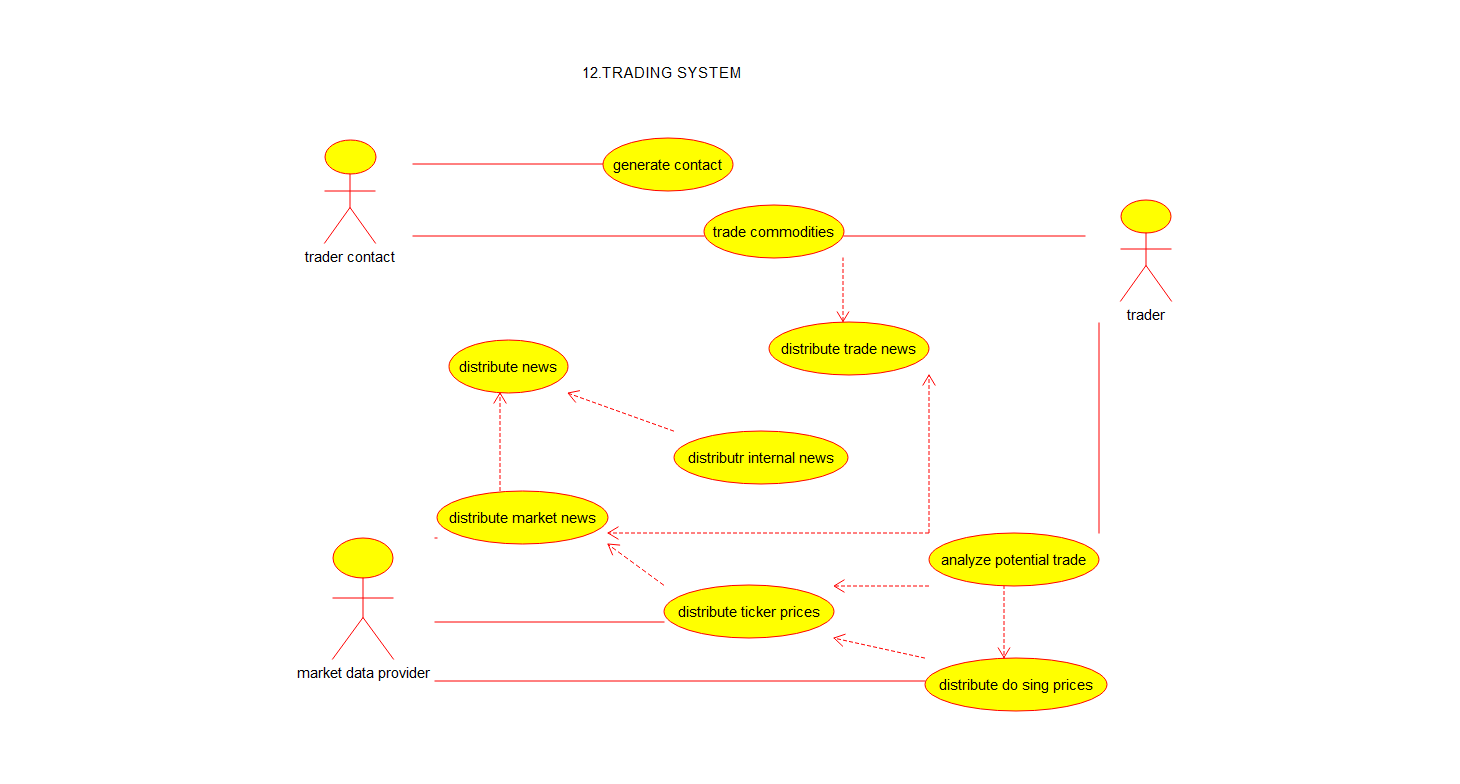 12.TRADING SYSTEM
generate contact
trade commodities
trader contact
trader
distribute trade news
distribute news
distributr internal news
distribute market news
analyze potential trade
distribute ticker prices
market data provider
distribute do sing prices